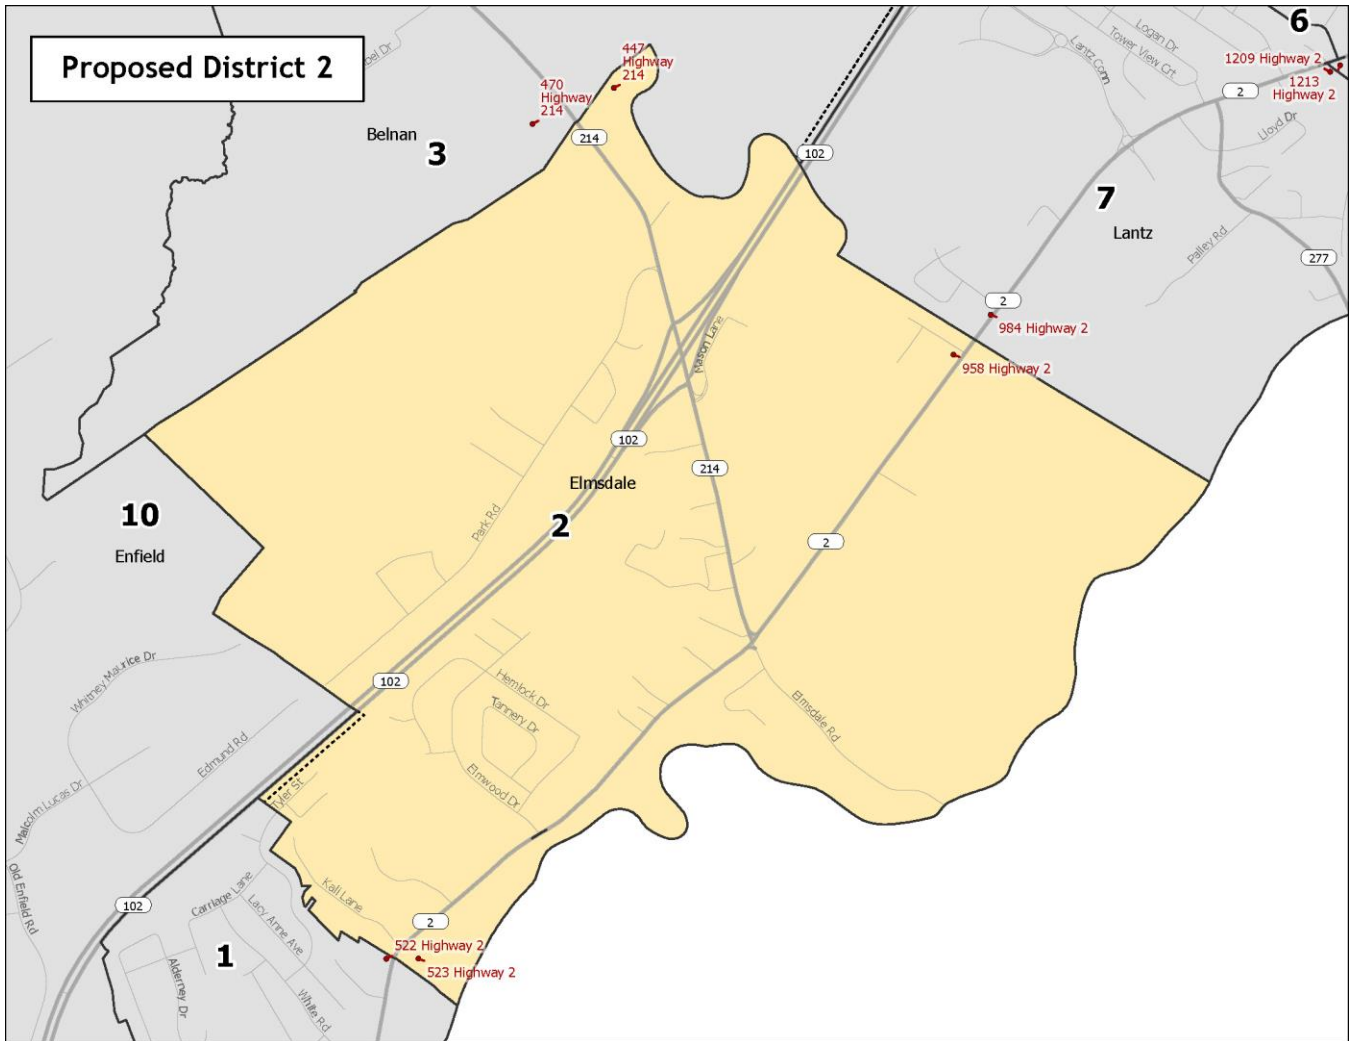 Proposed District 2
6
Logan Dr
Tower View Crt
Lantz Conn
1209 Highway 2
1213
Highway 2
2
Lloyd Dr
447
Highway
214
470
Highway
214
Belnan
3
214
102
7
Lantz
Palley Rd
277
2
984 Highway 2
958 Highway 2
Mason Lane
102
214
Elmsdale
2
Park Rd
10
Enfield
2
Whitney Maurice Dr
102
Hemlock Dr
Tannery Dr
Elmsdale Rd
Edmund Rd
Elmwood Dr
Tyler St
Malcolm Lucas Dr
Old Enfield Rd
Kali Lane
Carriage Lane
Lacy Anne Ave
102
2
522 Highway 2
523 Highway 2
1
Alderney Dr
White Rd